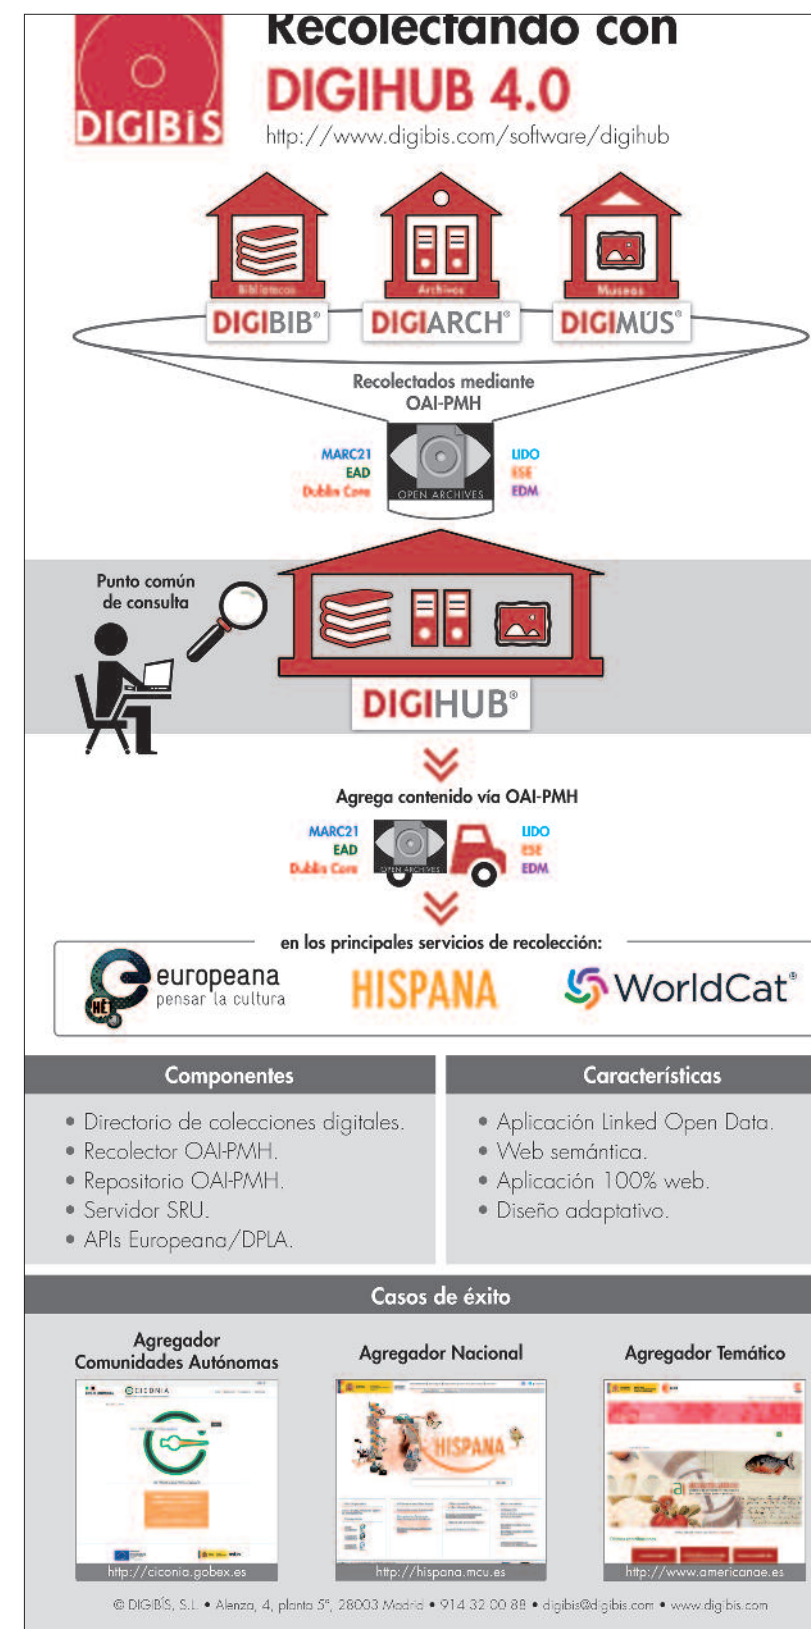 Recolectando con
DIGIBÍS
DIGIHUB 4.0
http://www.digibis.com/software/digihub
Bibliotecas
Archivos
Museos
DIGIBIB®
DIGIARCH®
DIGIMÚS®
Recolectados mediante
OAI-PMH
MARC21
EAD
Dublin Core
OPEN ARCHIVES
LIDO
ESE
EDM
Punto común
de consulta
DIGIHUB®
Agrega contenido vía OAI-PMH
MARC21
EAD
Dublin Core
OPEN ARCHIVES
LIDO
ESE
EDM
en los principales servicios de recolección:
europeana
pensar la cultura
HISPANA
WorldCat®
Componentes
• Directorio de colecciones digitales.
• Recolector OAI-PMH.
• Repositorio OAI-PMH.
• Servidor SRU.
• APIs Europeana/DPLA.
Características
• Aplicación Linked Open Data.
• Web semántica.
• Aplicación 100% web.
• Diseño adaptativo.
Casos de éxito
Agregador
Comunidades Autónomas
CICONIA
http://ciconia.gobex.es
Agregador Nacional
HISPANA
http://hispana.mcu.es
Agregador Temático
http://www.americanae.es
© DIGIBÍS, S.L. • Alenza, 4, planta 5ª, 28003 Madrid • 914 32 00 88 • digibis@digibis.com • www.digibis.com